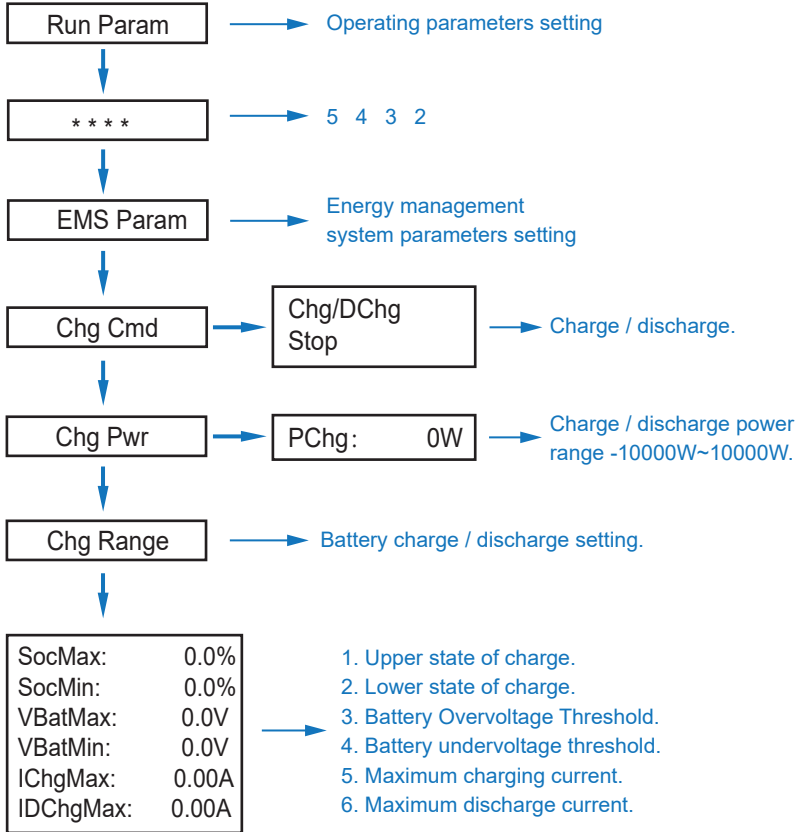 Run Param
Operating parameters setting
* * * *
5 4 3 2
EMS Param
Energy management
system parameters setting
Chg Cmd
Chg/DChg
Stop
Charge / discharge.
Chg Pwr
PChg: 0W
Charge / discharge power
range -10000W~10000W.
Chg Range
Battery charge / discharge setting.
SocMax: 0.0%
SocMin: 0.0%
VBatMax: 0.0V
VBatMin: 0.0V
IChgMax: 0.00A
IDChgMax: 0.00A
1. Upper state of charge.
2. Lower state of charge.
3. Battery Overvoltage Threshold.
4. Battery undervoltage threshold.
5. Maximum charging current.
6. Maximum discharge current.